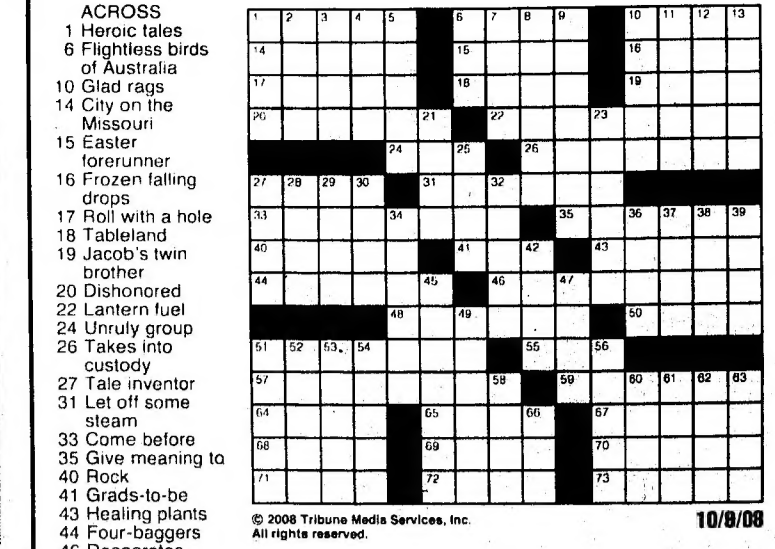 ACROSS
1 Heroic tales
6 Flightless birds
of Australia
10 Glad rags
14 City on the
Missouri
15 Easter
forerunner
16 Frozen falling
drops
17 Roll with a hole
18 Tableland
19 Jacob's twin
brother
20 Dishonored
22 Lantern fuel
24 Unruly group
26 Takes into
custody
27 Tale inventor
31 Let off some
steam
33 Come before
35 Give meaning to
40 Rock
41 Grads-to-be
43 Healing plants
44 Four-baggers
1 2 3 4 5 6 7 8 9 10 11 12 13
14 15 16
17 18 19
20 21 22 23
24 25 26
27 28 29 30 31 32
33 34 35 36 37 38 39
40 41 42 43
44 45 46 47
48 49 50
51 52 53 54 55 56
57 58 59 60 61 62 63
64 65 66 67
68 69 70
71 72 73
© 2008 Tribune Media Services, Inc.
All rights reserved.
10/9/08